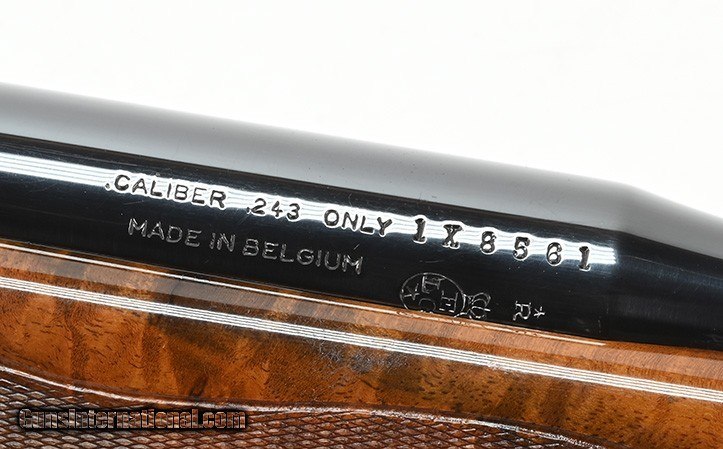 .CALIBER .243 ONLY 1X8561
MADE IN BELGIUM
R*
GunsInternational.com